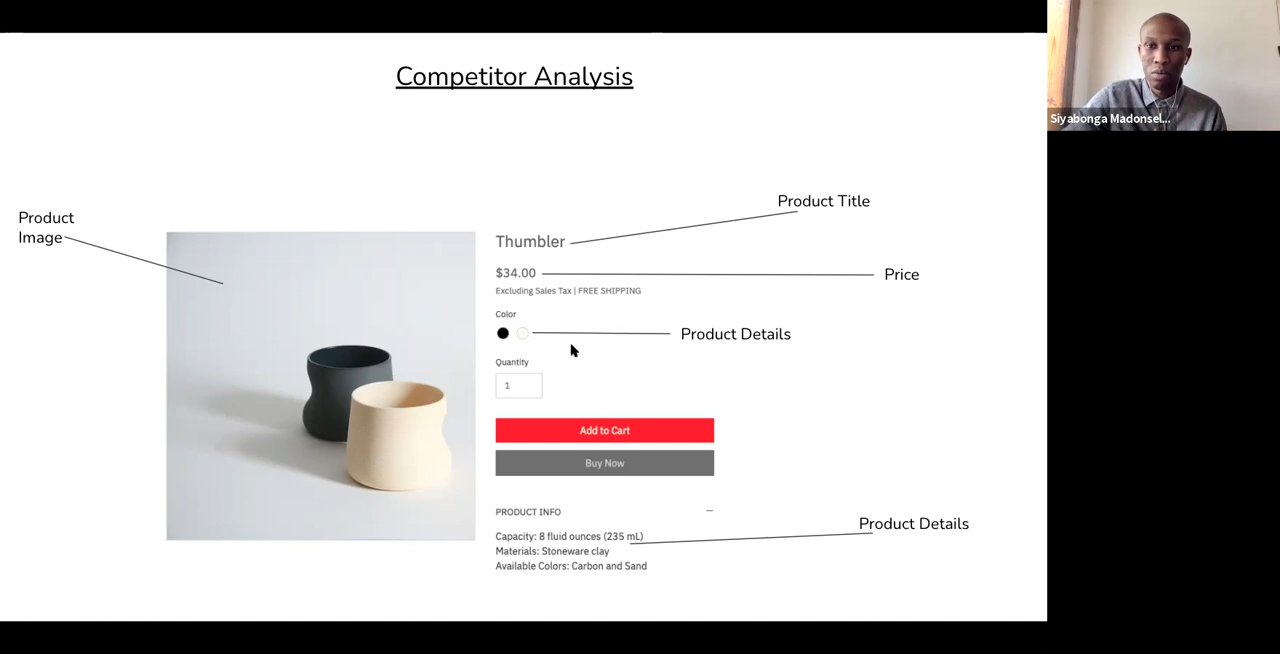 Competitor Analysis
Siyabonga Madonsel...
Product Title
Product
Image
Thumbler
$34.00
Price
Excluding Sales Tax | FREE SHIPPING
Color
Product Details
Quantity
1
Add to Cart
Buy Now
PRODUCT INFO
Product Details
Capacity: 8 fluid ounces (235 mL)
Materials: Stoneware clay
Available Colors: Carbon and Sand